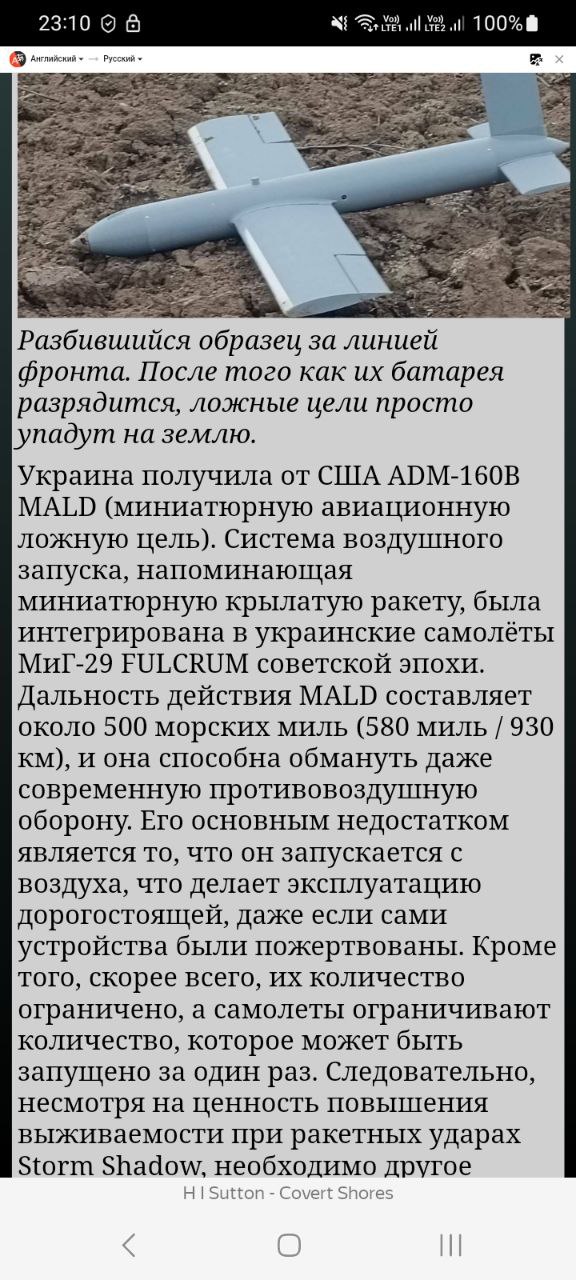 23:10
Vo)) LTE1 Vo)) LTE2 100%
Английский → Русский
Разбившийся образец за линией
фронта. После того как их батарея
разрядится, ложные цели просто
упадут на землю.
Украина получила от США ADM-160B
MALD (миниатюрную авиационную
ложную цель). Система воздушного
запуска, напоминающая
миниатюрную крылатую ракету, была
интегрирована в украинские самолёты
МиГ-29 FULCRUM советской эпохи.
Дальность действия MALD составляет
около 500 морских миль (580 миль / 930
км), и она способна обмануть даже
современную противовоздушную
оборону. Его основным недостатком
является то, что он запускается с
воздуха, что делает эксплуатацию
дорогостоящей, даже если сами
устройства были пожертвованы. Кроме
того, скорее всего, их количество
ограничено, а самолеты ограничивают
количество, которое может быть
запущено за один раз. Следовательно,
несмотря на ценность повышения
выживаемости при ракетных ударах
Storm Shadow, необходимо другое
H I Sutton - Covert Shores